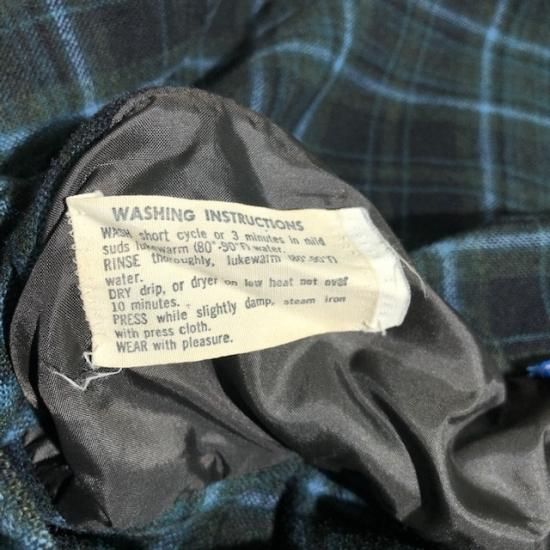 WASHING INSTRUCTIONS
WASH, short cycle or 3 minutes in mild
suds lukewarm (80°-90°F) water.
RINSE thoroughly, lukewarm (80°-90°F)
water.
DRY drip, or dryer on low heat not over
10 minutes.
PRESS while slightly damp, steam iron
with press cloth.
WEAR with pleasure.